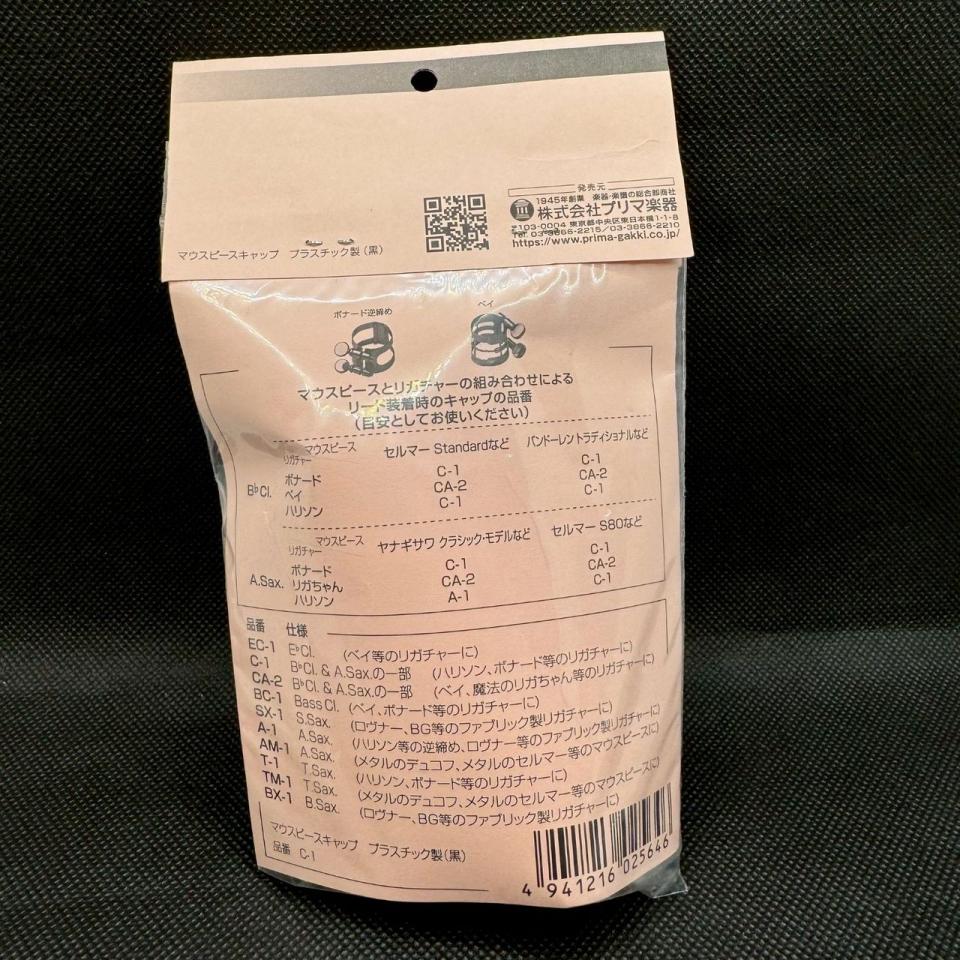 発売元
1945年創業 楽器・楽譜の総合卸商社
株式会社プリマ楽器
〒103-0004 東京都中央区東日本橋1-1-8
Tel. 03-3866-2215/03-3866-2210
https://www.prima-gakki.co.jp/
マウスピースキャップ プラスチック製(黒)
ボナード逆締め ベイ
マウスピースとリガチャーの組み合わせによる
リード装着時のキャップの品番
(目安としてお使いください)
マウスピース セルマー Standardなど バンドーレン トラディショナルなど
リガチャー
B♭Cl.
ボナード C-1 C-1
ベイ CA-2 CA-2
ハリソン C-1 C-1
マウスピース ヤナギサワ クラシック・モデルなど セルマー S80など
リガチャー
A.Sax.
ボナード C-1 C-1
リガちゃん CA-2 CA-2
ハリソン A-1 C-1
品番 仕様
EC-1 E♭Cl. (ベイ等のリガチャーに)
C-1 B♭Cl. & A.Sax.の一部 (ハリソン、ボナード等のリガチャーに)
CA-2 B♭Cl. & A.Sax.の一部 (ベイ、魔法のリガちゃん等のリガチャーに)
BC-1 Bass Cl. (ベイ、ボナード等のリガチャーに)
SX-1 S.Sax. (ロヴナー、BG等のファブリック製リガチャーに)
A-1 A.Sax. (ハリソン等の逆締め、ロヴナー等のファブリック製リガチャーに)
AM-1 A.Sax. (メタルのデュコフ、メタルのセルマー等のマウスピースに)
T-1 T.Sax. (ハリソン、ボナード等のリガチャーに)
TM-1 T.Sax. (メタルのデュコフ、メタルのセルマー等のマウスピースに)
BX-1 B.Sax. (ロヴナー、BG等のファブリック製リガチャーに)
マウスピースキャップ プラスチック製(黒)
品番 C-1
4 941216 025646